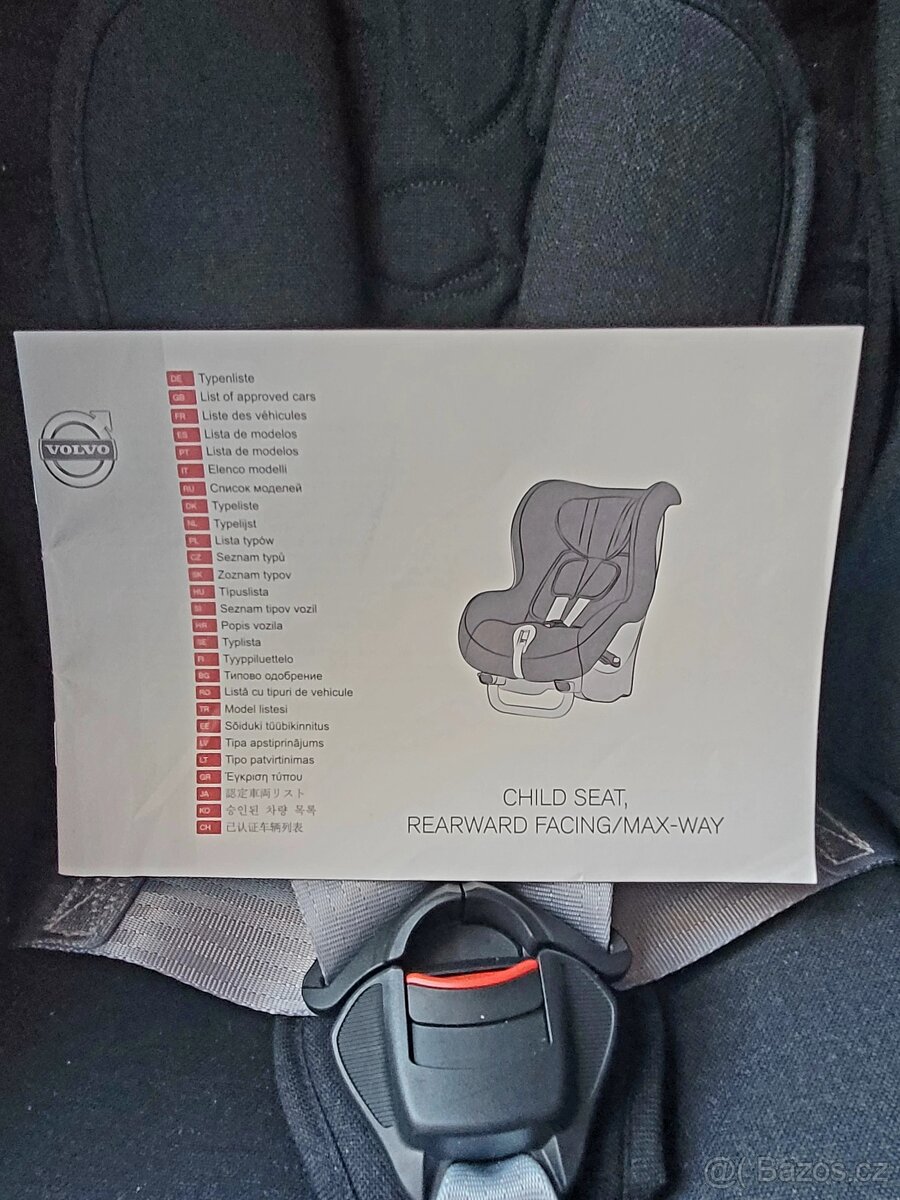 VOLVO
DE Typenliste
GB List of approved cars
FR Liste des véhicules
ES Lista de modelos
PT Lista de modelos
IT Elenco modelli
RU Список моделей
DK Typeliste
NL Typelijst
PL Lista typów
CZ Seznam typů
SK Zoznam typov
HU Típuslista
SI Seznam tipov vozil
HR Popis vozila
SE Typlista
FI Tyyppiluettelo
BG Типово одобрение
RO Listă cu tipuri de vehicule
TR Model listesi
EE Sõiduki tüübikinnitus
LV Tipa apstiprinājums
LT Tipo patvirtinimas
GR Έγκριση τύπου
JA 認定車両リスト
KO 승인된 차량 목록
CH 已认证车辆列表
CHILD SEAT,
REARWARD FACING/MAX-WAY
@( Bazos.cz